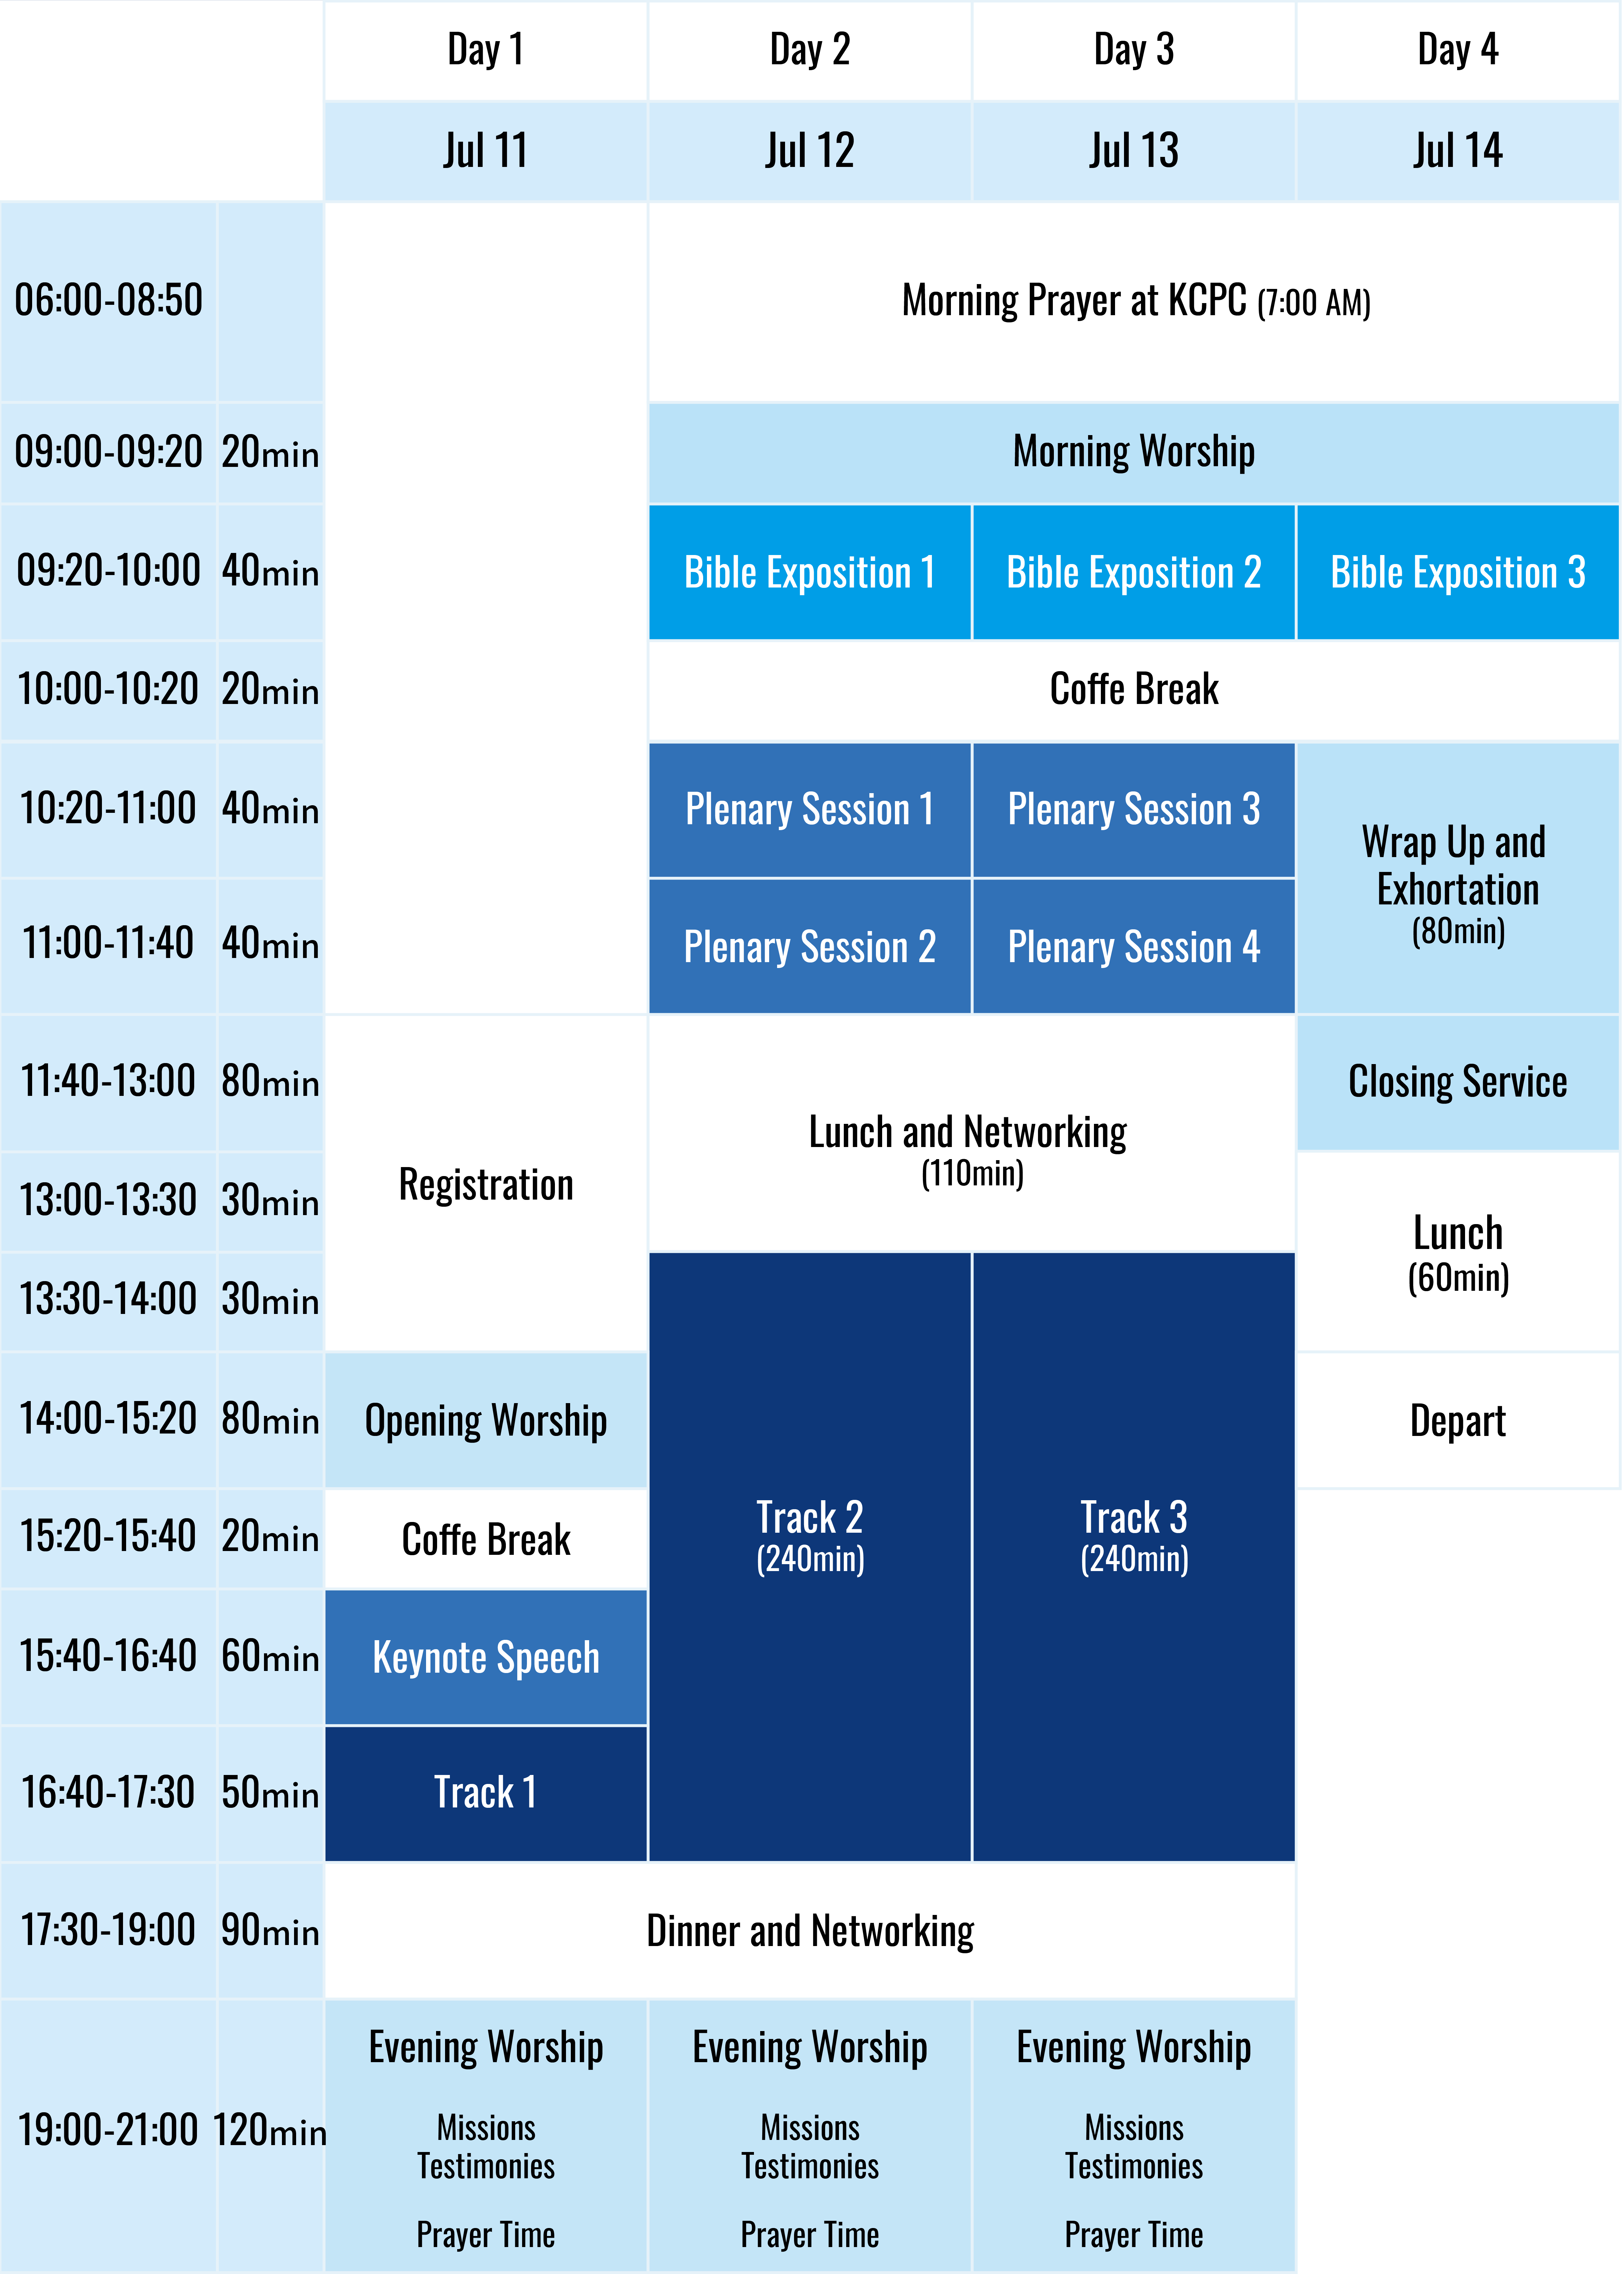 Day 1 Day 2 Day 3 Day 4
Jul 11 Jul 12 Jul 13 Jul 14
06:00-08:50 Morning Prayer at KCPC (7:00 AM)
09:00-09:20 20min Morning Worship
09:20-10:00 40min Bible Exposition 1 Bible Exposition 2 Bible Exposition 3
10:00-10:20 20min Coffe Break
10:20-11:00 40min Plenary Session 1 Plenary Session 3
Wrap Up and
Exhortation
(80min)
11:00-11:40 40min Plenary Session 2 Plenary Session 4
11:40-13:00 80min Closing Service
Lunch and Networking
(110min)
Registration
13:00-13:30 30min
Lunch
(60min)
13:30-14:00 30min
14:00-15:20 80min Opening Worship Depart
Track 2 Track 3
(240min) (240min)
15:20-15:40 20min Coffe Break
15:40-16:40 60min Keynote Speech
16:40-17:30 50min Track 1
17:30-19:00 90min Dinner and Networking
Evening Worship Evening Worship Evening Worship
19:00-21:00 120min Missions Missions Missions
Testimonies Testimonies Testimonies
Prayer Time Prayer Time Prayer Time